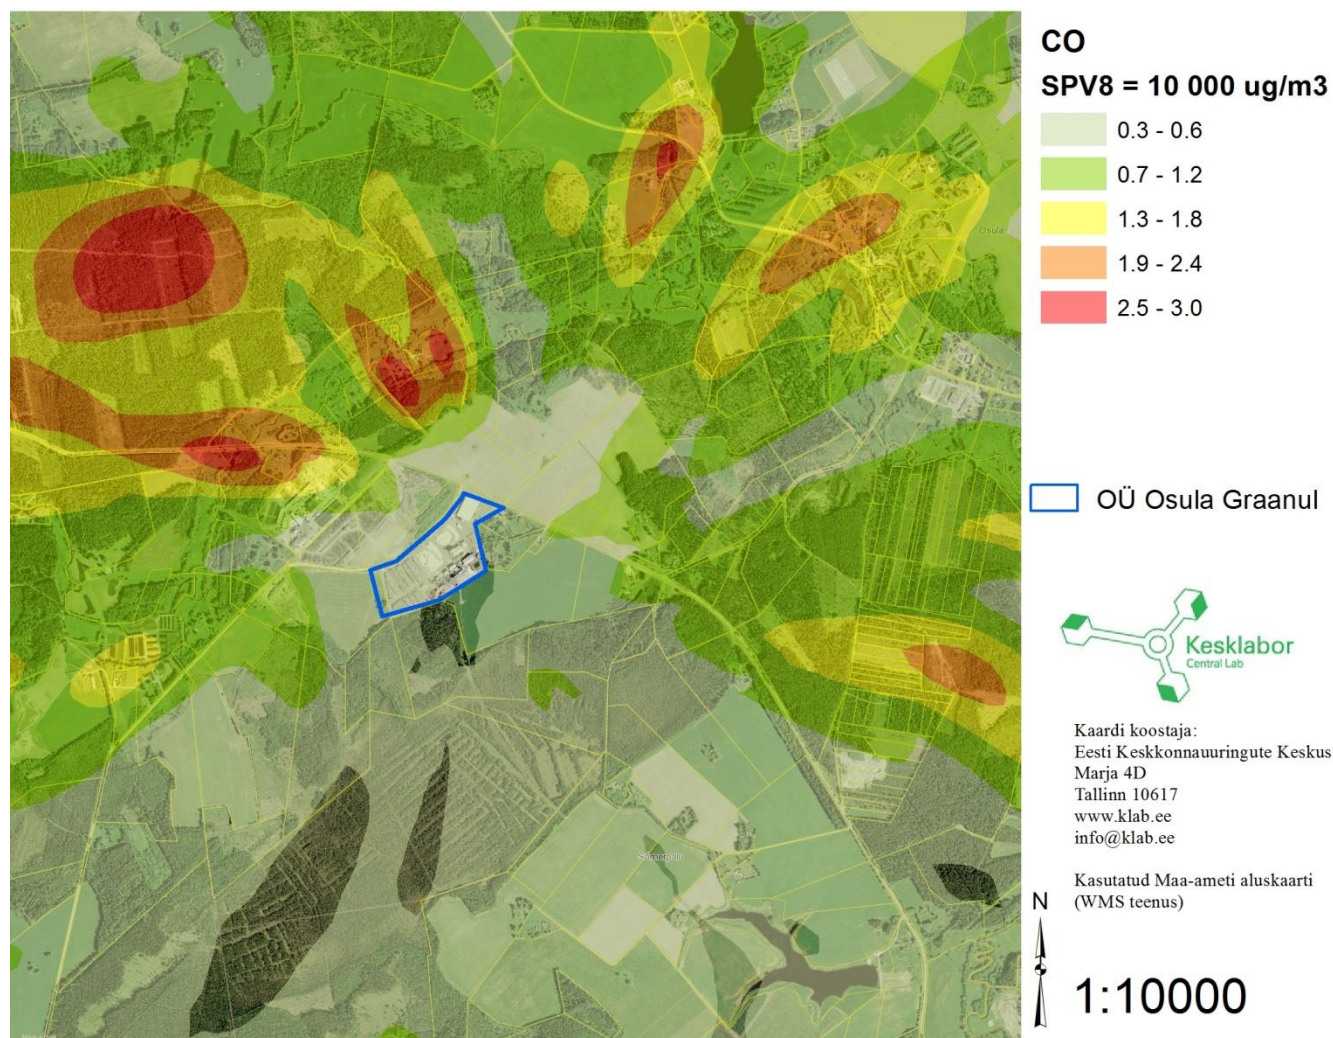 CO
SPV8 = 10 000 ug/m3
0.3 - 0.6
0.7 - 1.2
1.3 - 1.8
1.9 - 2.4
2.5 - 3.0
Osula
OÜ Osula Graanul
Kesklabor
Central Lab
Kaardi koostaja:
Eesti Keskkonnauuringute Keskus
Marja 4D
Tallinn 10617
www.klab.ee
info@klab.ee
Sõmerpalu
Kasutatud Maa-ameti aluskaarti
(WMS teenus)
N
1:10000